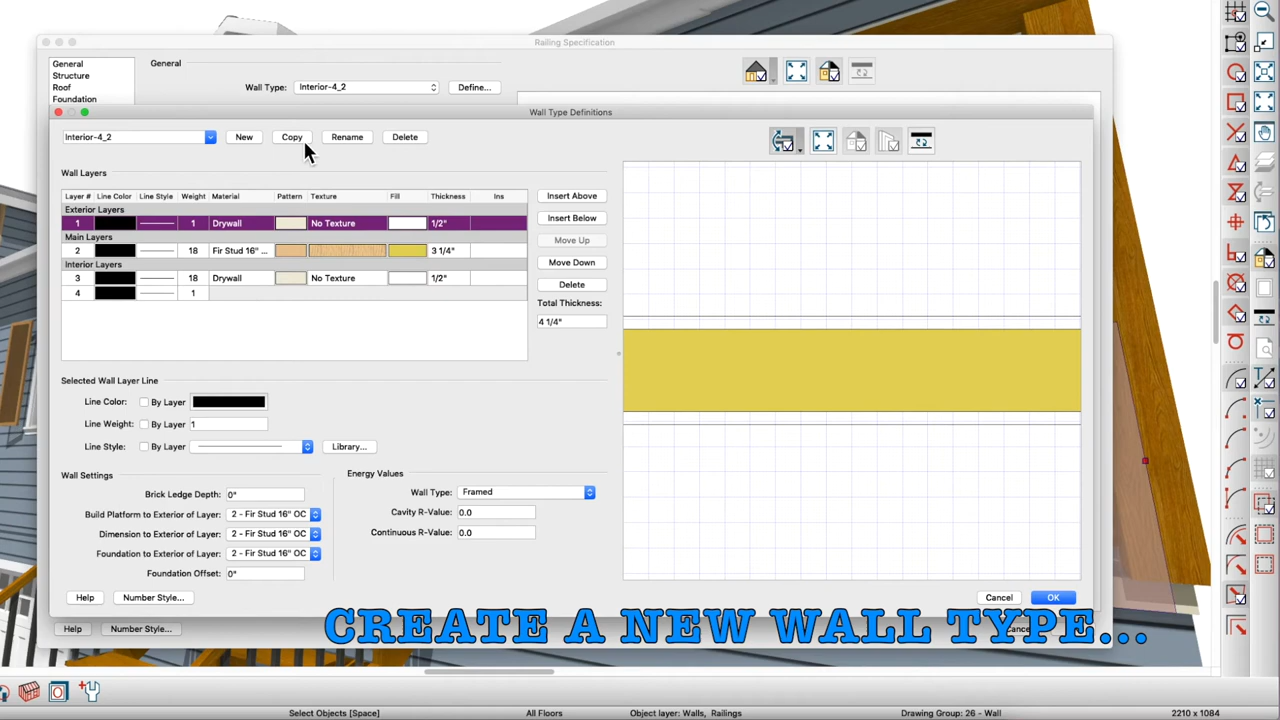 Railing Specification
General
Structure
Roof
Foundation
General
Wall Type: Interior-4_2 Define...
Wall Type Definitions
Interior-4_2 New Copy Rename Delete
Wall Layers
Layer # Line Color Line Style Weight Material Pattern Texture Fill Thickness Ins
Exterior Layers
1 1 Drywall No Texture 1/2"
Main Layers
2 18 Fir Stud 16" ... 3 1/4"
Interior Layers
3 18 Drywall No Texture 1/2"
4 1
Insert Above
Insert Below
Move Up
Move Down
Delete
Total Thickness:
4 1/4"
Selected Wall Layer Line
Line Color: By Layer
Line Weight: By Layer 1
Line Style: By Layer Library...
Wall Settings
Brick Ledge Depth: 0"
Build Platform to Exterior of Layer: 2 - Fir Stud 16" OC
Dimension to Exterior of Layer: 2 - Fir Stud 16" OC
Foundation to Exterior of Layer: 2 - Fir Stud 16" OC
Foundation Offset: 0"
Energy Values
Wall Type: Framed
Cavity R-Value: 0.0
Continuous R-Value: 0.0
Help Number Style... Cancel OK
CREATE A NEW WALL TYPE...
Help Number Style...
Select Objects [Space] All Floors Object layer: Walls, Railings Drawing Group: 26 - Wall 2210 x 1084